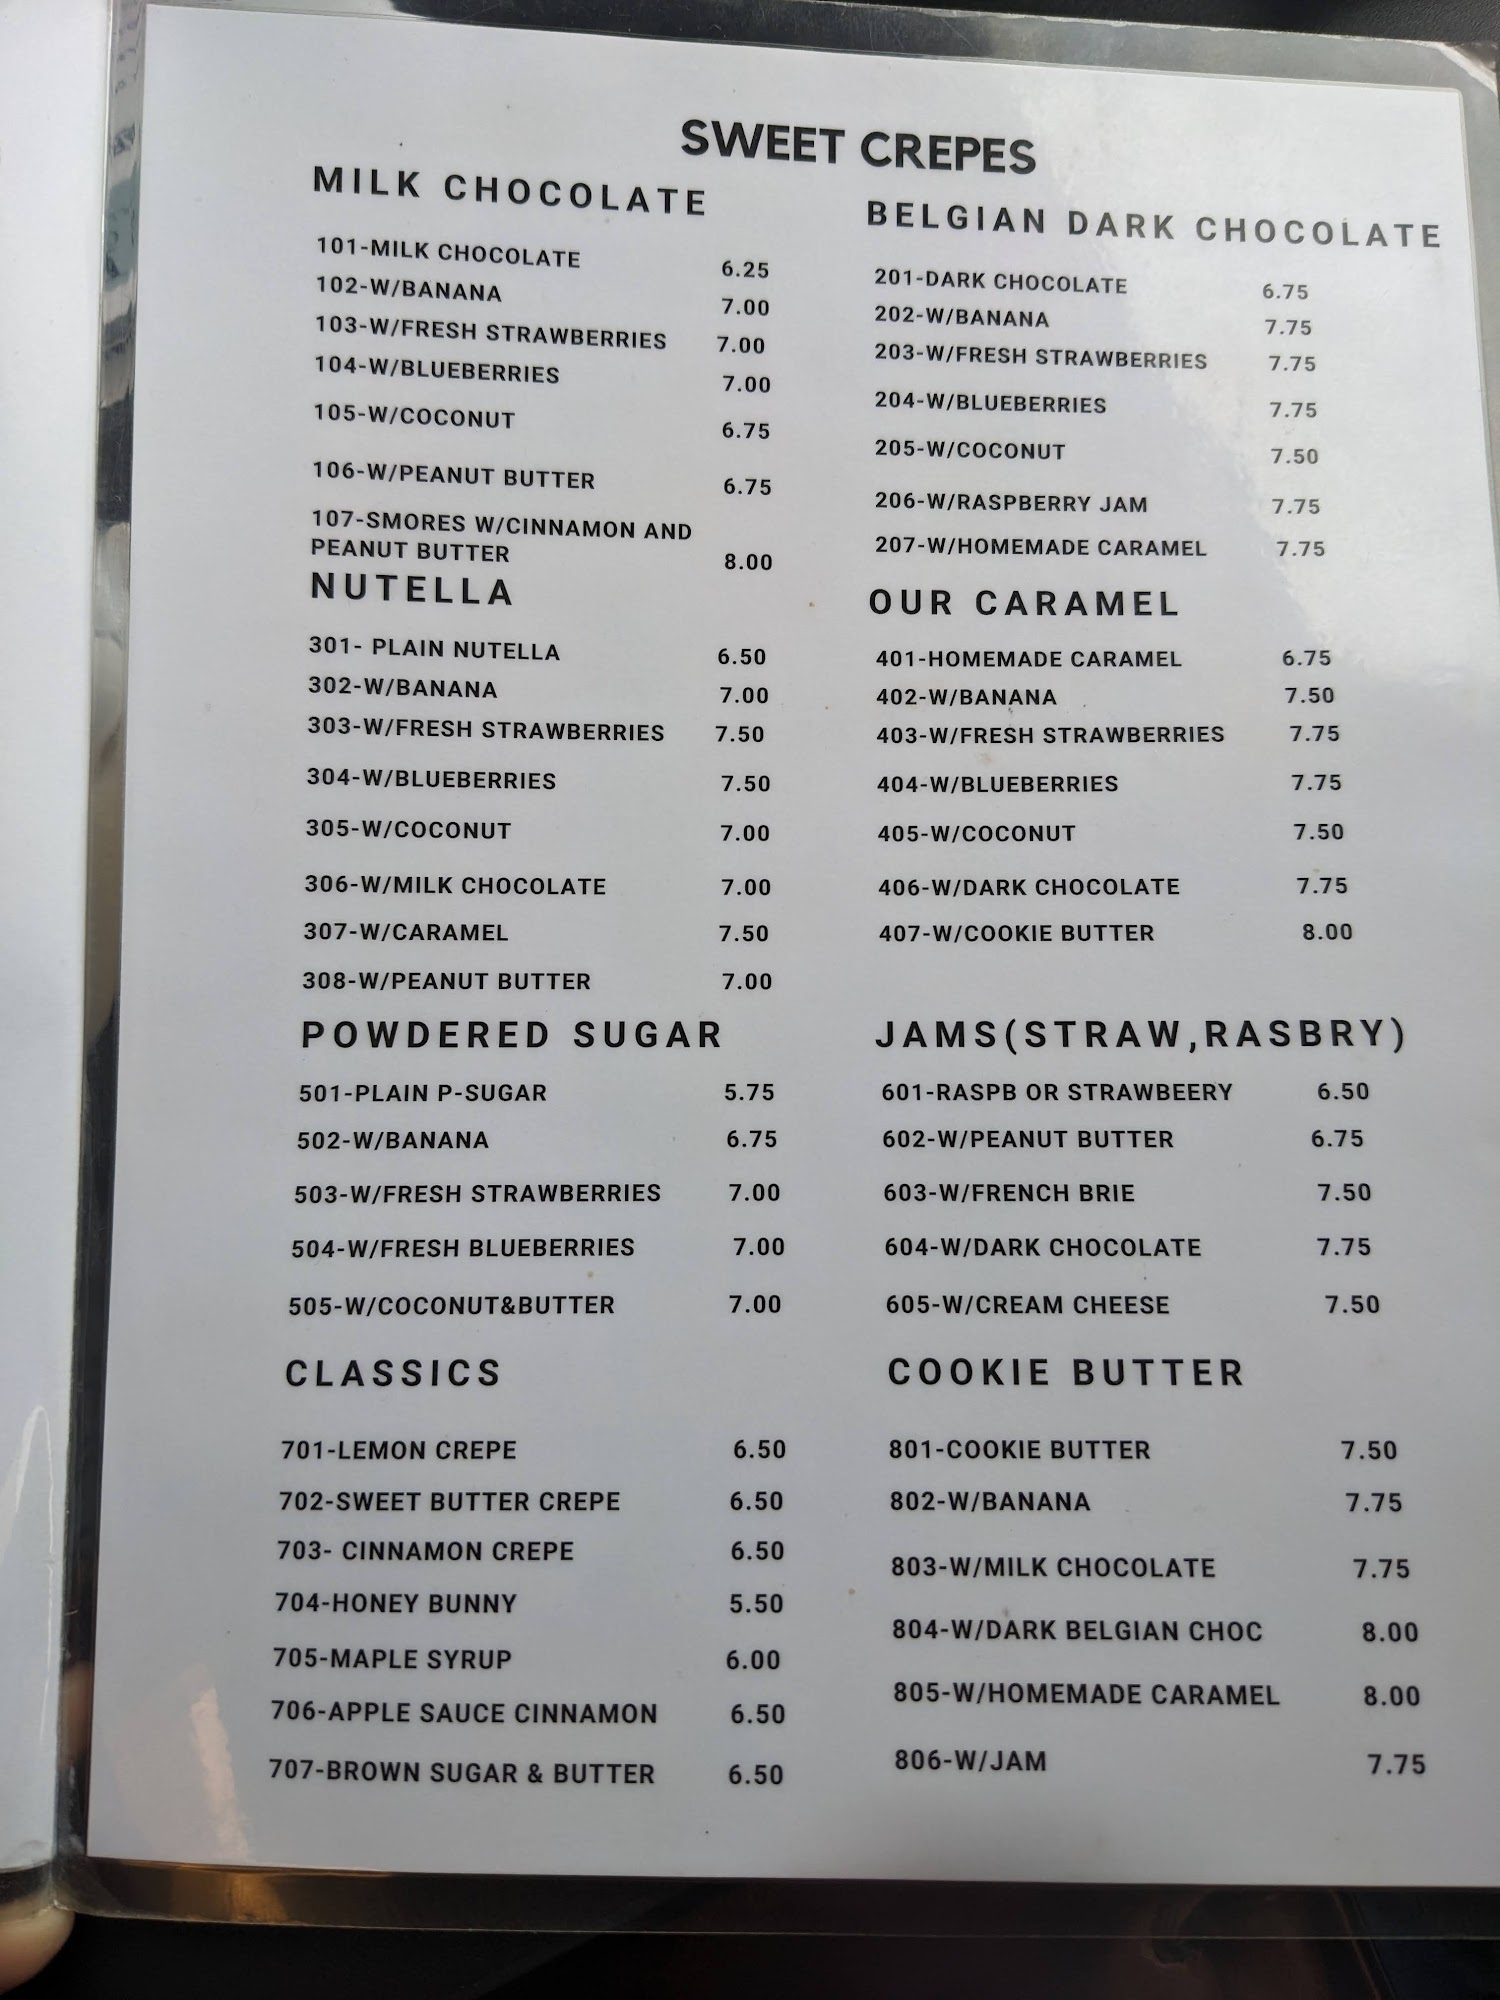 SWEET CREPES
MILK CHOCOLATE
101-MILK CHOCOLATE 6.25
102-W/BANANA 7.00
103-W/FRESH STRAWBERRIES 7.00
104-W/BLUEBERRIES 7.00
105-W/COCONUT 6.75
106-W/PEANUT BUTTER 6.75
107-SMORES W/CINNAMON AND
PEANUT BUTTER 8.00
BELGIAN DARK CHOCOLATE
201-DARK CHOCOLATE 6.75
202-W/BANANA 7.75
203-W/FRESH STRAWBERRIES 7.75
204-W/BLUEBERRIES 7.75
205-W/COCONUT 7.50
206-W/RASPBERRY JAM 7.75
207-W/HOMEMADE CARAMEL 7.75
NUTELLA
301- PLAIN NUTELLA 6.50
302-W/BANANA 7.00
303-W/FRESH STRAWBERRIES 7.50
304-W/BLUEBERRIES 7.50
305-W/COCONUT 7.00
306-W/MILK CHOCOLATE 7.00
307-W/CARAMEL 7.50
308-W/PEANUT BUTTER 7.00
OUR CARAMEL
401-HOMEMADE CARAMEL 6.75
402-W/BANANA 7.50
403-W/FRESH STRAWBERRIES 7.75
404-W/BLUEBERRIES 7.75
405-W/COCONUT 7.50
406-W/DARK CHOCOLATE 7.75
407-W/COOKIE BUTTER 8.00
POWDERED SUGAR
501-PLAIN P-SUGAR 5.75
502-W/BANANA 6.75
503-W/FRESH STRAWBERRIES 7.00
504-W/FRESH BLUEBERRIES 7.00
505-W/COCONUT&BUTTER 7.00
JAMS(STRAW,RASBRY)
601-RASPB OR STRAWBEERY 6.50
602-W/PEANUT BUTTER 6.75
603-W/FRENCH BRIE 7.50
604-W/DARK CHOCOLATE 7.75
605-W/CREAM CHEESE 7.50
CLASSICS
701-LEMON CREPE 6.50
702-SWEET BUTTER CREPE 6.50
703- CINNAMON CREPE 6.50
704-HONEY BUNNY 5.50
705-MAPLE SYRUP 6.00
706-APPLE SAUCE CINNAMON 6.50
707-BROWN SUGAR & BUTTER 6.50
COOKIE BUTTER
801-COOKIE BUTTER 7.50
802-W/BANANA 7.75
803-W/MILK CHOCOLATE 7.75
804-W/DARK BELGIAN CHOC 8.00
805-W/HOMEMADE CARAMEL 8.00
806-W/JAM 7.75